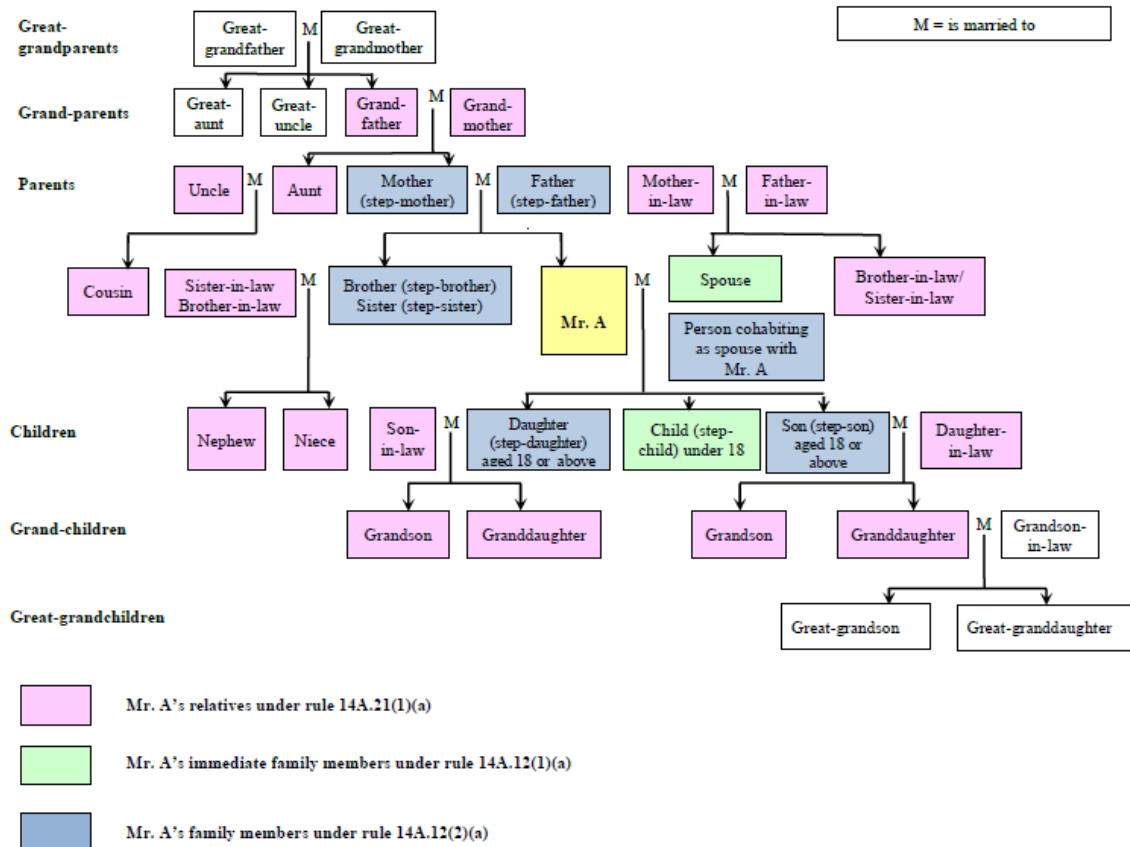 Great-
grandparents
Great-
grandfather
M
Great-
grandmother
M = is married to
Grand-parents
Great-
aunt
Great-
uncle
Grand-
father
M
Grand-
mother
Parents
Uncle
M
Aunt
Mother
(step-mother)
M
Father
(step-father)
Mother-
in-law
M
Father-
in-law
Cousin
Sister-in-law
Brother-in-law
M
Brother (step-brother)
Sister (step-sister)
Mr. A
M
Spouse
Brother-in-law/
Sister-in-law
Person cohabiting
as spouse with
Mr. A
Children
Nephew
Niece
Son-
in-law
M
Daughter
(step-daughter)
aged 18 or above
Child (step-
child) under 18
Son (step-son)
aged 18 or
above
M
Daughter-
in-law
Grand-children
Grandson
Granddaughter
Grandson
Granddaughter
M
Grandson-
in-law
Great-grandchildren
Great-grandson
Great-granddaughter
Mr. A's relatives under rule 14A.21(1)(a)
Mr. A's immediate family members under rule 14A.12(1)(a)
Mr. A's family members under rule 14A.12(2)(a)